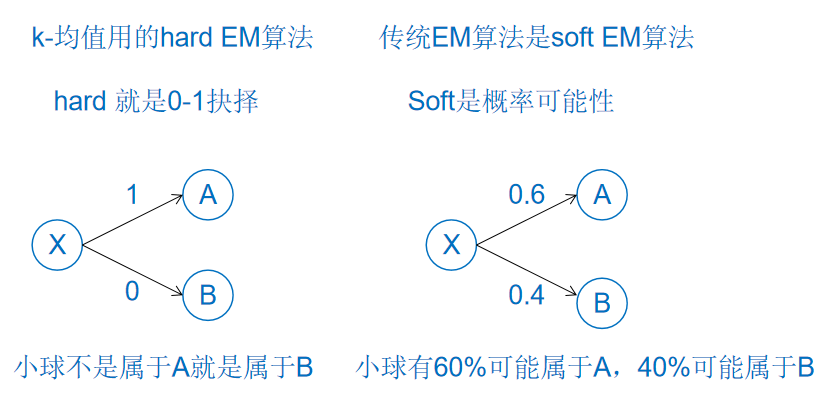 k-均值用的hard EM算法
传统EM算法是soft EM算法
hard 就是0-1抉择
Soft是概率可能性
1
A
X
0
B
0.6
A
X
0.4
B
小球不是属于A就是属于B
小球有60%可能属于A，40%可能属于B